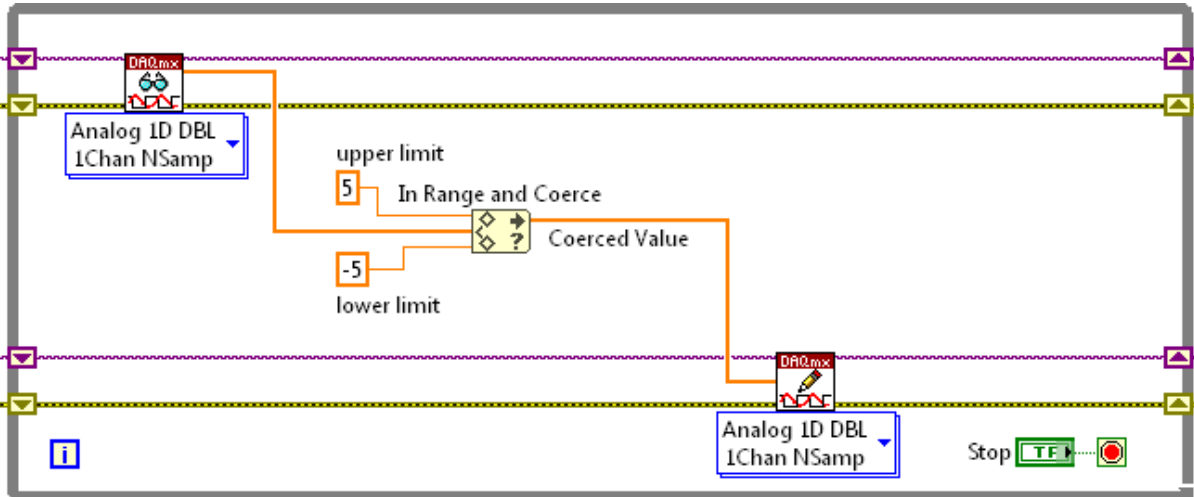 DAQmx
Analog 1D DBL
1Chan NSamp
upper limit
5
In Range and Coerce
?
Coerced Value
-5
lower limit
DAQmx
Analog 1D DBL
1Chan NSamp
i
Stop TF